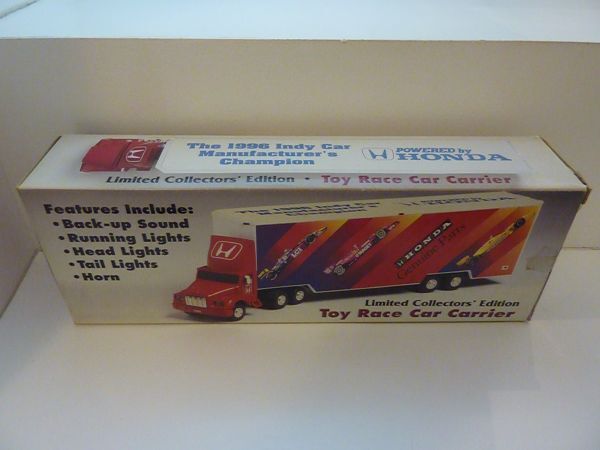 The 1996 Indy Car
Manufacturer's
Champion
POWERED by
HONDA
Limited Collectors' Edition • Toy Race Car Carrier
Features Include:
• Back-up Sound
• Running Lights
• Head Lights
• Tail Lights
• Horn
HONDA
Genuine Parts
Limited Collectors' Edition
Toy Race Car Carrier